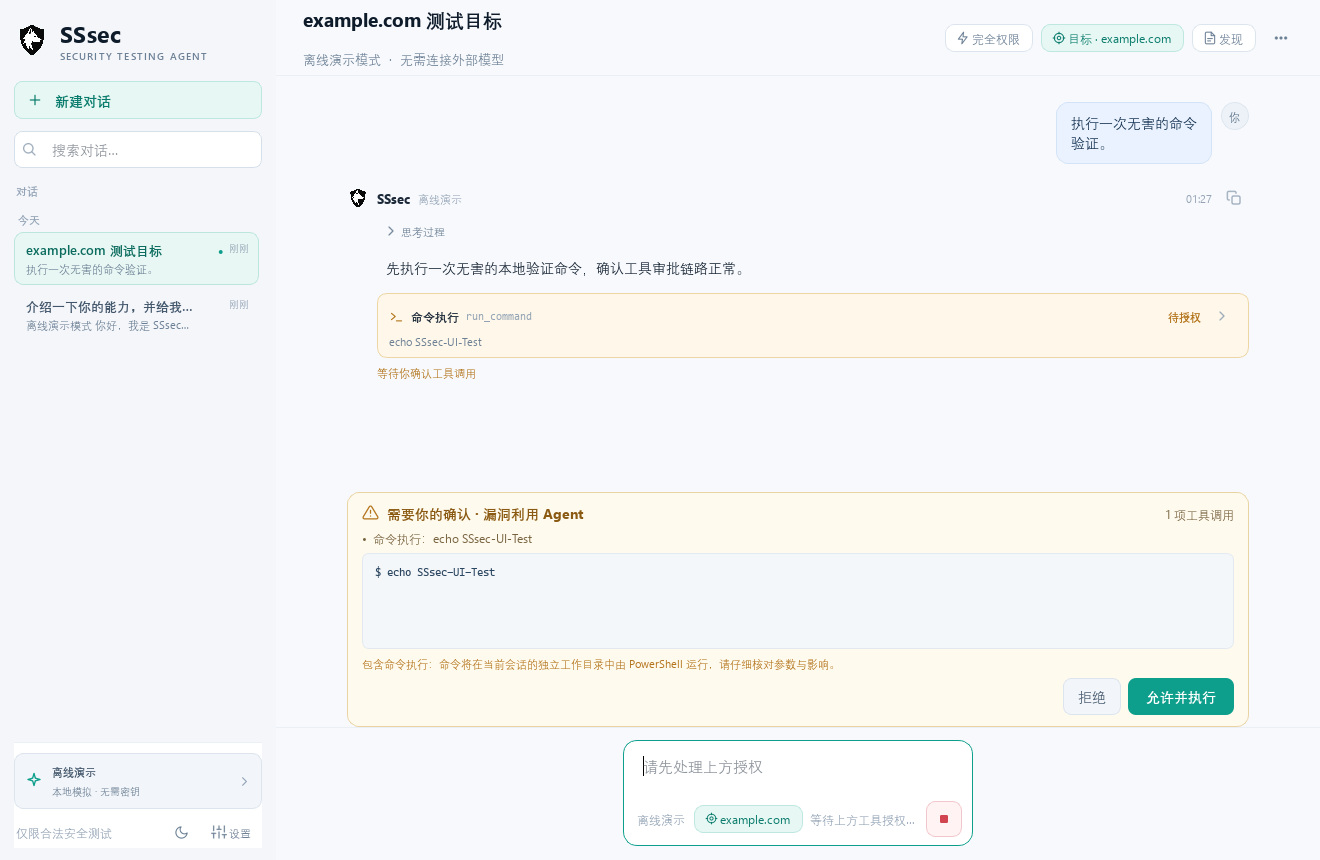 SSsec
SECURITY TESTING AGENT
新建对话
搜索对话...
对话
今天
example.com 测试目标
刚刚
执行一次无害的命令验证。
介绍一下你的能力，并给我...
刚刚
离线演示模式 你好，我是 SSsec...
离线演示
本地模拟 · 无需密钥
仅限合法安全测试
设置
example.com 测试目标
离线演示模式 · 无需连接外部模型
完全权限
目标 · example.com
发现
执行一次无害的命令
验证。
你
SSsec 离线演示
01:27
思考过程
先执行一次无害的本地验证命令，确认工具审批链路正常。
命令执行 run_command
待授权
echo SSsec-UI-Test
等待你确认工具调用
需要你的确认 · 漏洞利用 Agent
1 项工具调用
• 命令执行：echo SSsec-UI-Test
$ echo SSsec-UI-Test
包含命令执行：命令将在当前会话的独立工作目录中由 PowerShell 运行，请仔细核对参数与影响。
拒绝
允许并执行
请先处理上方授权
离线演示
example.com
等待上方工具授权...